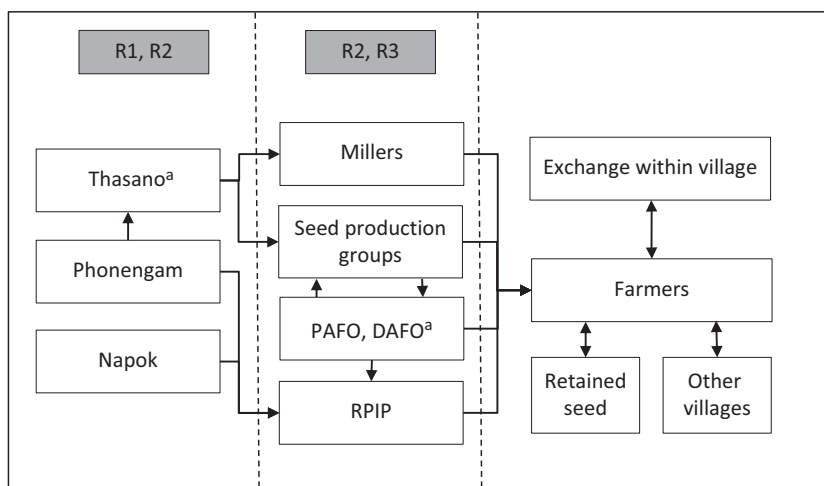 R1, R2
R2, R3
Thasanoᵃ
Phonengam
Napok
Millers
Seed production
groups
PAFO, DAFOᵃ
RPIP
Exchange within village
Farmers
Retained
seed
Other
villages